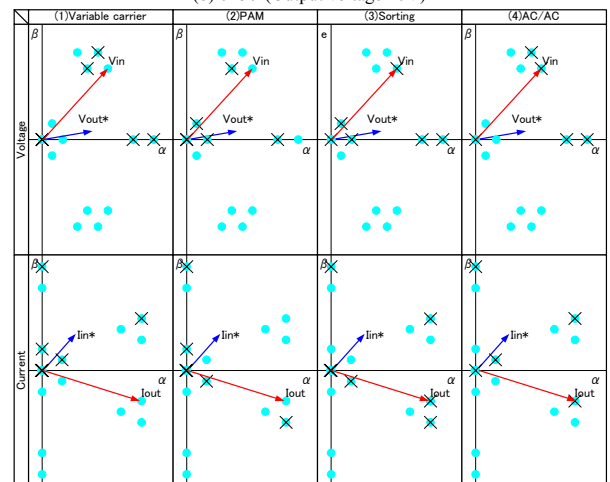 (1)Variable carrier (2)PAM (3)Sorting (4)AC/AC
Voltage
β β e β
Vin Vin Vin Vin
Vout* Vout* Vout* Vout*
α α α α
Current
β β β β
Iin* Iin* Iin* Iin*
α α α α
Iout Iout Iout Iout